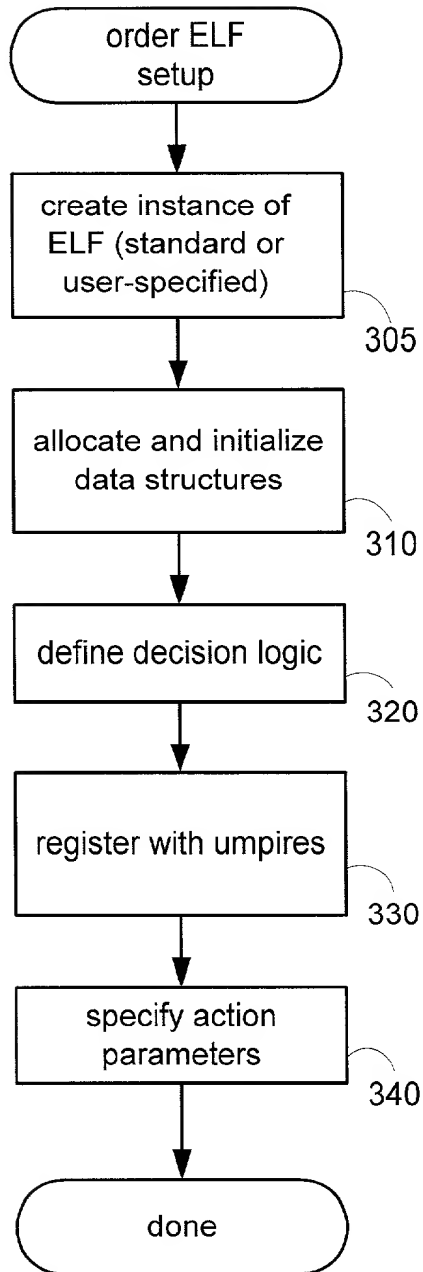 order ELF
setup
create instance of
ELF (standard or
user-specified)
305
allocate and initialize
data structures
310
define decision logic
320
register with umpires
330
specify action
parameters
340
done